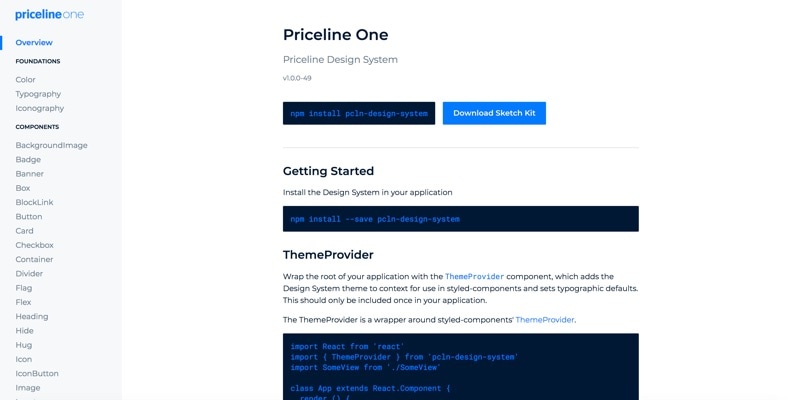 priceline one
Overview
FOUNDATIONS
Color
Typography
Iconography
COMPONENTS
BackgroundImage
Badge
Banner
Box
BlockLink
Button
Card
Checkbox
Container
Divider
Flag
Flex
Heading
Hide
Hug
Icon
IconButton
Image
Priceline One
Priceline Design System
v1.0.0-49
npm install pcln-design-system
Download Sketch Kit
Getting Started
Install the Design System in your application
npm install --save pcln-design-system
ThemeProvider
Wrap the root of your application with the ThemeProvider component, which adds the
Design System theme to context for use in styled-components and sets typographic defaults.
This should only be included once in your application.
The ThemeProvider is a wrapper around styled-components' ThemeProvider.
import React from 'react'
import { ThemeProvider } from 'pcln-design-system'
import SomeView from './SomeView'
class App extends React.Component {
render () {